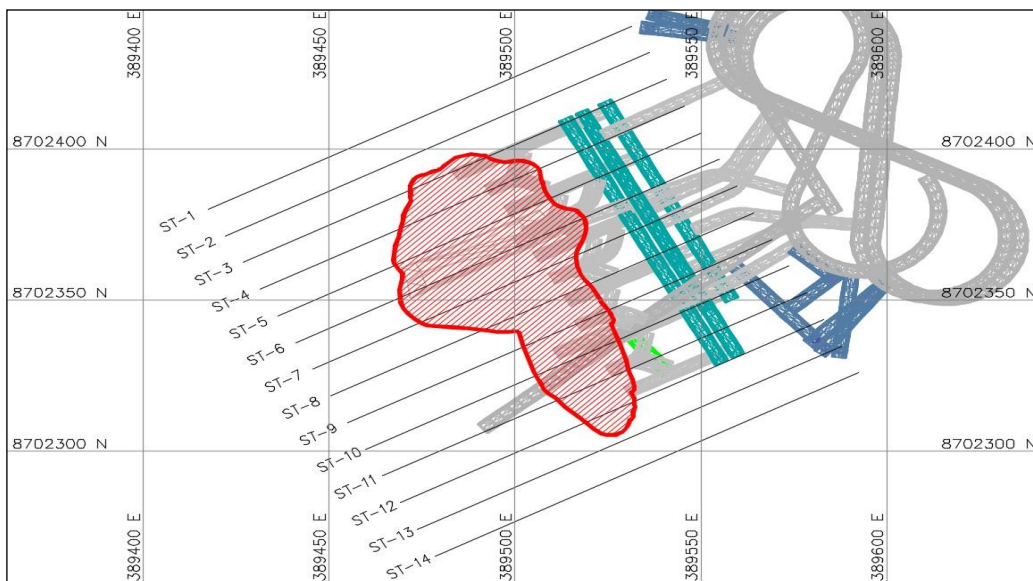 389400 E
389450 E
389500 E
389550 E
389600 E
8702400 N
8702400 N
ST-1
ST-2
ST-3
ST-4
8702350 N
8702350 N
ST-5
ST-6
ST-7
ST-8
ST-9
8702300 N
8702300 N
ST-10
ST-11
ST-12
ST-13
ST-14
389400 E
389450 E
389500 E
389550 E
389600 E